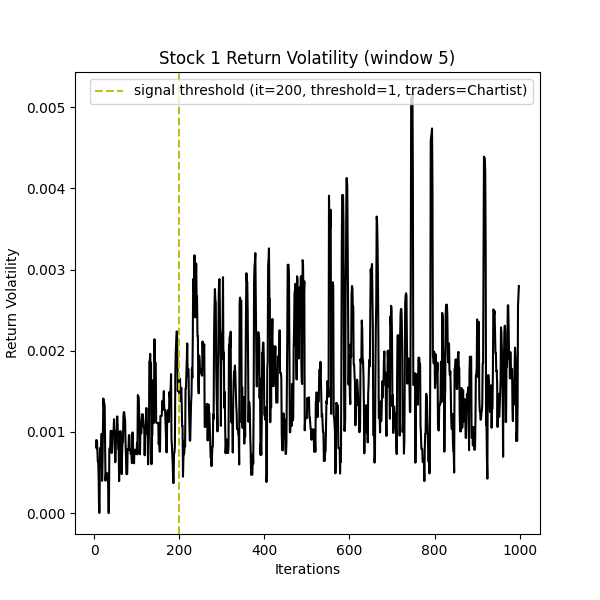 Stock 1 Return Volatility (window 5)
signal threshold (it=200, threshold=1, traders=Chartist)
0.005
0.004
0.003
0.002
0.001
0.000
Return Volatility
0 200 400 600 800 1000
Iterations